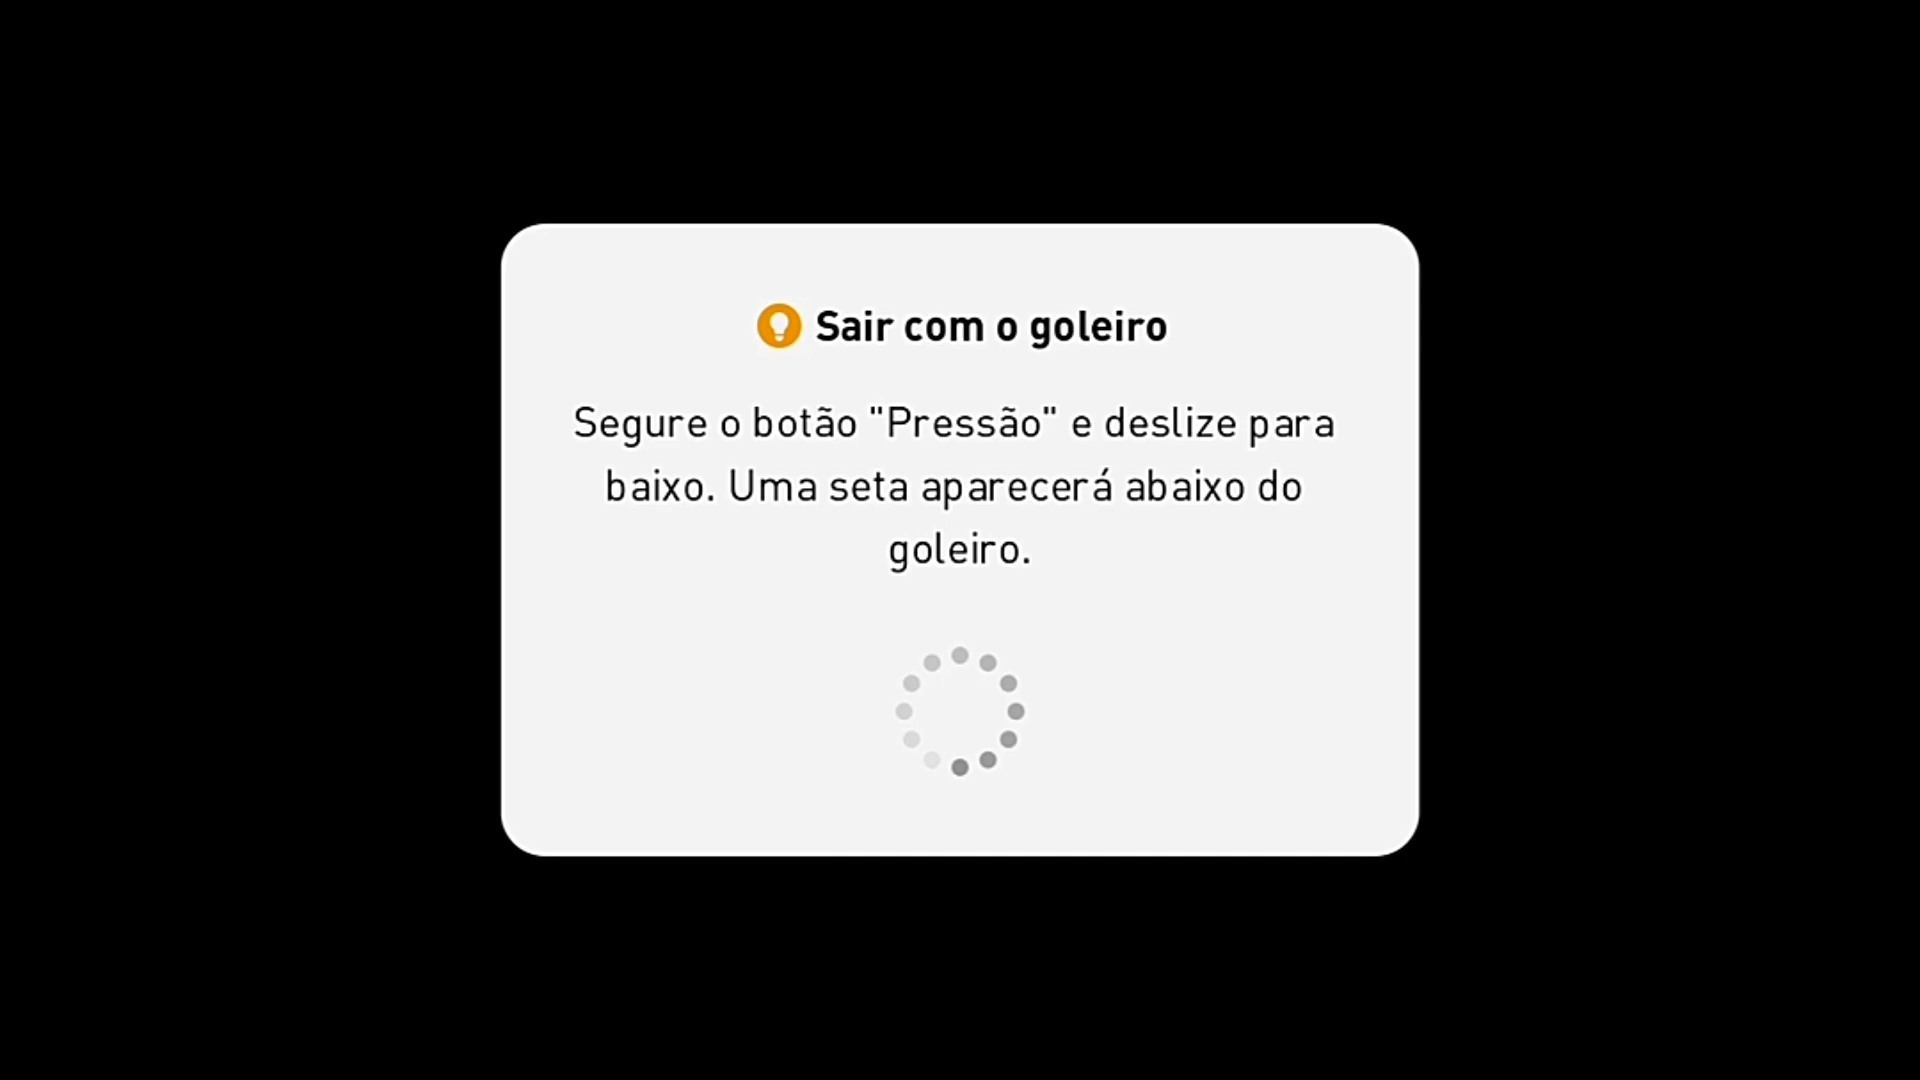 Sair com o goleiro
Segure o botão "Pressão" e deslize para
baixo. Uma seta aparecerá abaixo do
goleiro.